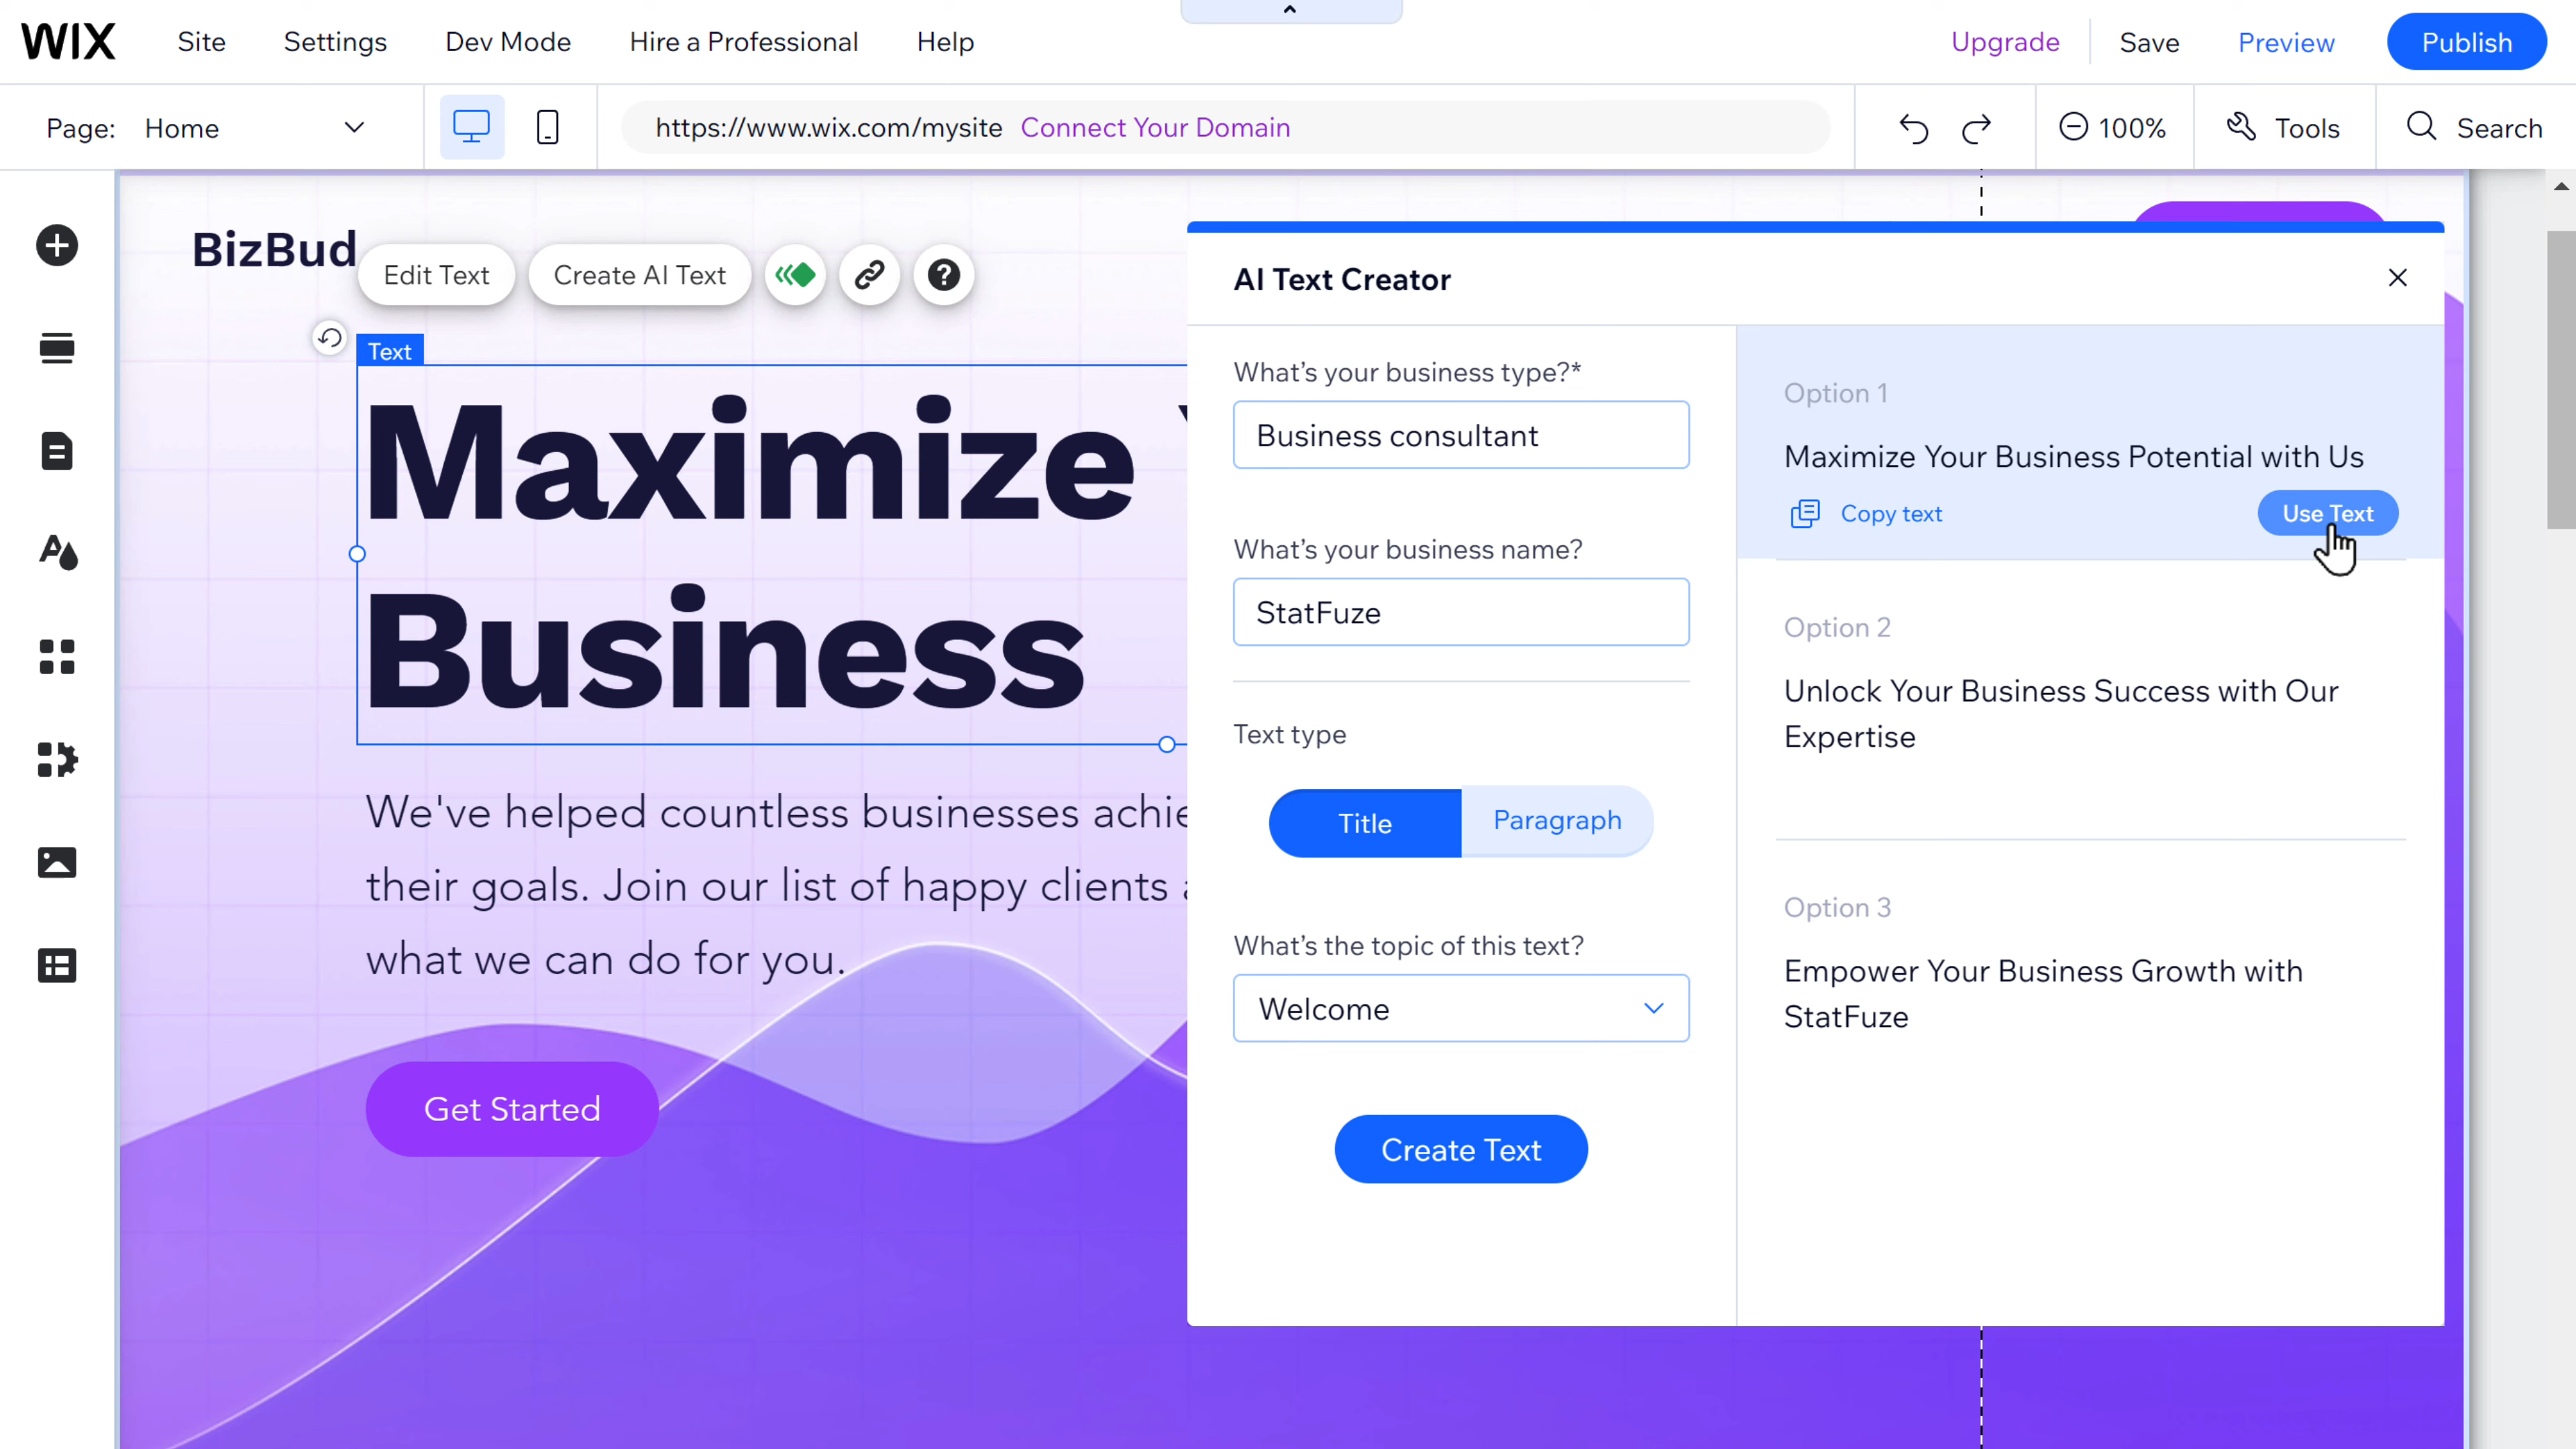 WIX
Site
Settings
Dev Mode
Hire a Professional
Help
Upgrade
Save
Preview
Publish
Page: Home
https://www.wix.com/mysite Connect Your Domain
100%
Tools
Search
BizBud
Edit Text
Create AI Text
Text
Maximize
Business
We've helped countless businesses achie
their goals. Join our list of happy clients
what we can do for you.
Get Started
AI Text Creator
What's your business type?*
Business consultant
What's your business name?
StatFuze
Text type
Title
Paragraph
What's the topic of this text?
Welcome
Create Text
Option 1
Maximize Your Business Potential with Us
Copy text
Use Text
Option 2
Unlock Your Business Success with Our
Expertise
Option 3
Empower Your Business Growth with
StatFuze